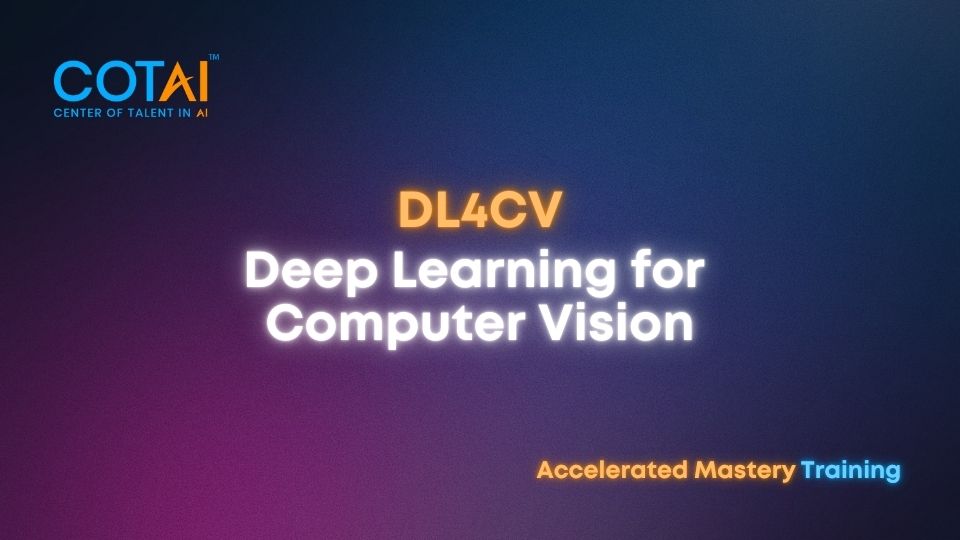 COTAI™
CENTER OF TALENT IN AI
DL4CV
Deep Learning for
Computer Vision
Accelerated Mastery Training